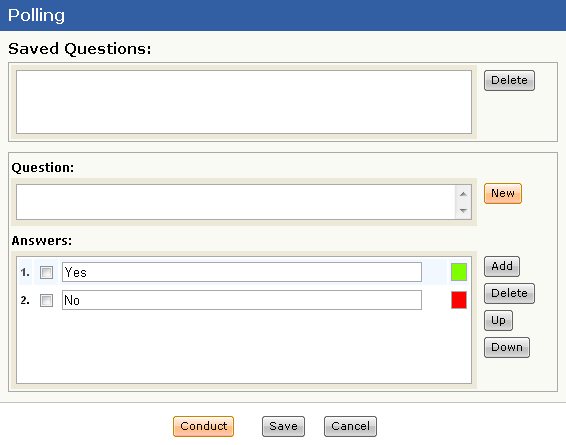 Polling
Saved Questions:
Delete
Question:
New
Answers:
1. Yes
Add
2. No
Delete
Up
Down
Conduct Save Cancel